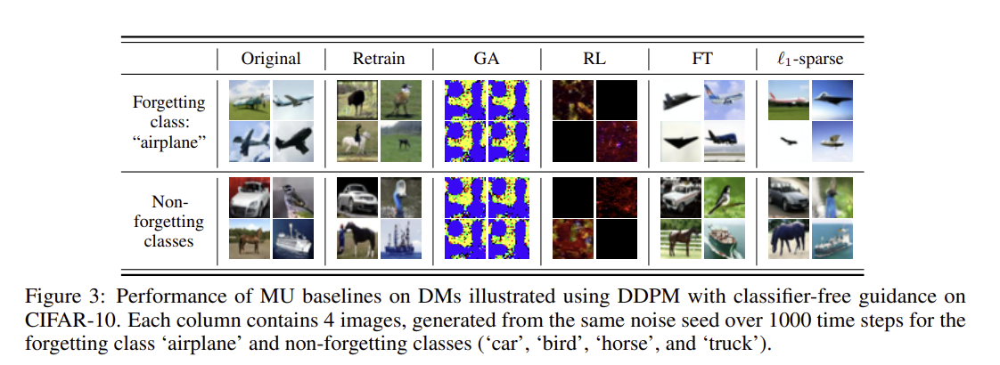 Original Retrain GA RL FT ℓ1-sparse
Forgetting
class:
“airplane”
Non-
forgetting
classes
Figure 3: Performance of MU baselines on DMs illustrated using DDPM with classifier-free guidance on
CIFAR-10. Each column contains 4 images, generated from the same noise seed over 1000 time steps for the
forgetting class ‘airplane’ and non-forgetting classes (‘car’, ‘bird’, ‘horse’, and ‘truck’).